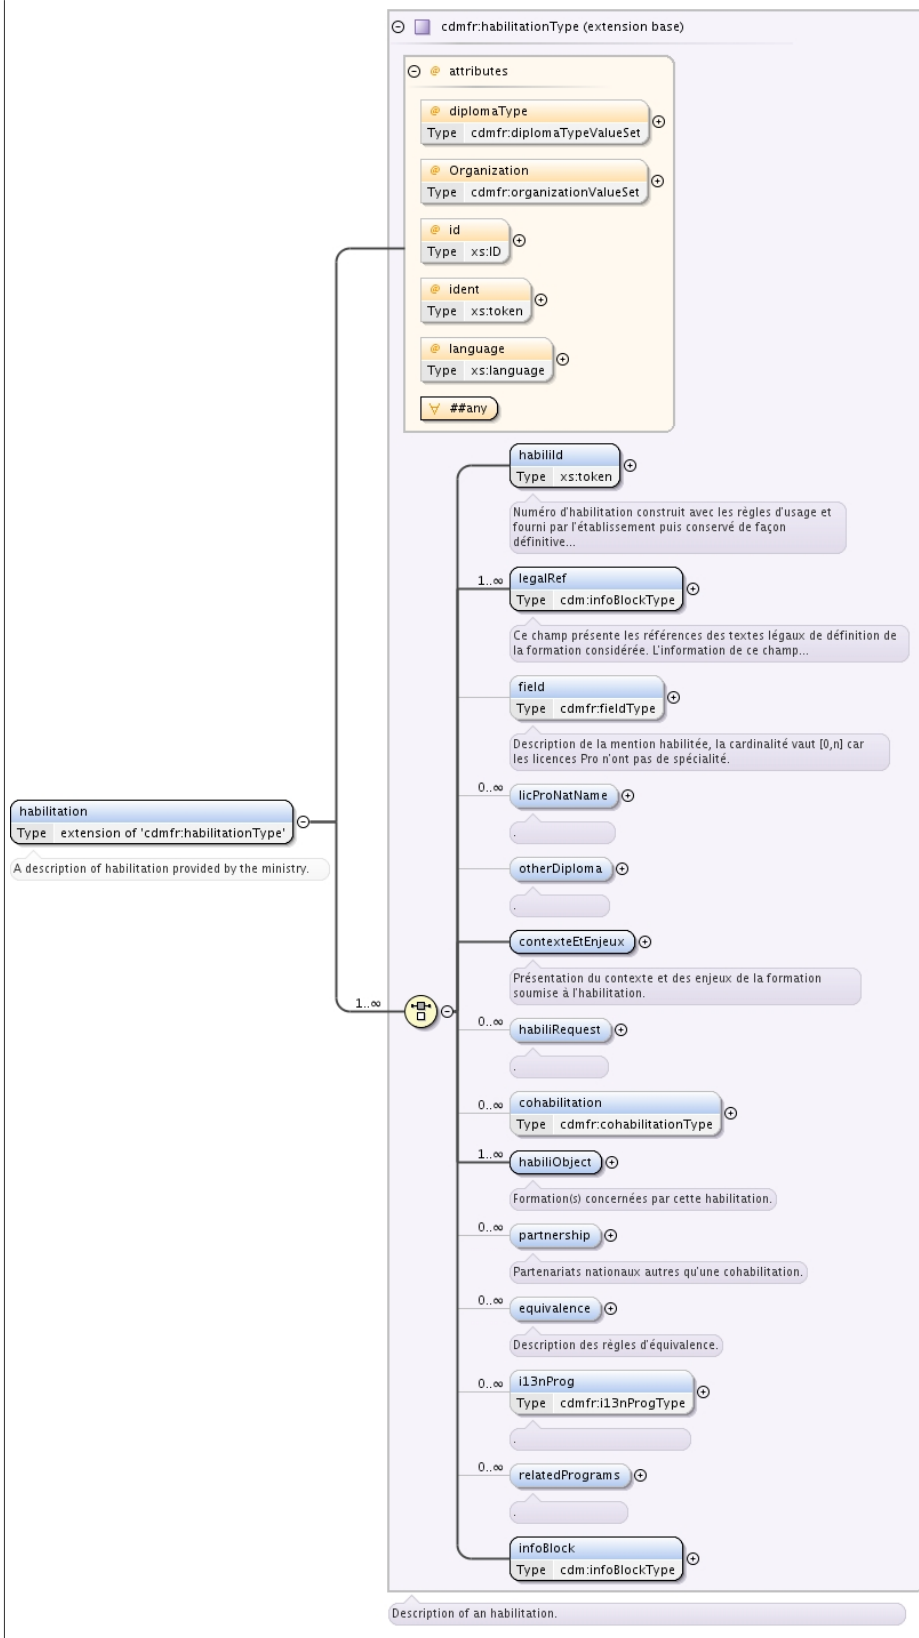 cdmfr:habilitationType (extension base)
@ attributes
@ diplomaType
Type cdmfr:diplomaTypeValueSet
@ Organization
Type cdmfr:organizationValueSet
@ id
Type xs:ID
@ ident
Type xs:token
@ language
Type xs:language
∀ ##any
habiliId
Type xs:token
Numéro d'habilitation construit avec les règles d'usage et
fourni par l'établissement puis conservé de façon
définitive...
1..∞
legalRef
Type cdm:infoBlockType
Ce champ présente les références des textes légaux de définition de
la formation considérée. L'information de ce champ...
field
Type cdmfr:fieldType
Description de la mention habilitée, la cardinalité vaut [0,n] car
les licences Pro n'ont pas de spécialité.
0..∞
licProNatName
.
otherDiploma
.
habilitation
Type extension of 'cdmfr:habilitationType'
A description of habilitation provided by the ministry.
contexteEtEnjeux
Présentation du contexte et des enjeux de la formation
soumise à l'habilitation.
1..∞
0..∞
habiliRequest
.
0..∞
cohabilitation
Type cdmfr:cohabilitationType
1..∞
habiliObject
Formation(s) concernées par cette habilitation.
0..∞
partnership
Partenariats nationaux autres qu'une cohabilitation.
0..∞
equivalence
Description des règles d'équivalence.
0..∞
i13nProg
Type cdmfr:i13nProgType
.
0..∞
relatedPrograms
.
infoBlock
Type cdm:infoBlockType
Description of an habilitation.